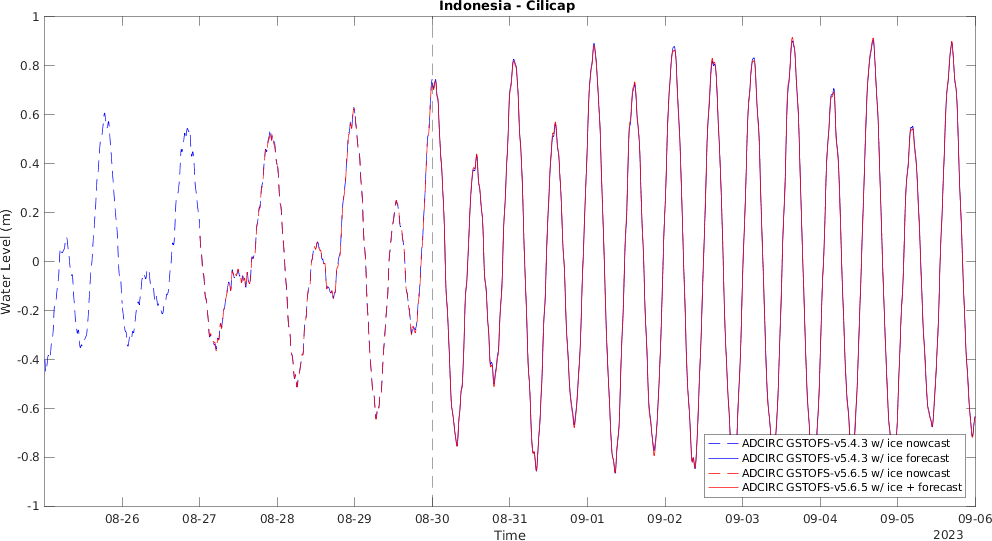 Indonesia - Cilicap
1
0.8
0.6
0.4
0.2
0
-0.2
-0.4
-0.6
-0.8
-1
Water Level (m)
08-26 08-27 08-28 08-29 08-30 08-31 09-01 09-02 09-03 09-04 09-05 09-06
Time
2023
ADCIRC GSTOFS-v5.4.3 w/ ice nowcast
ADCIRC GSTOFS-v5.4.3 w/ ice forecast
ADCIRC GSTOFS-v5.6.5 w/ ice nowcast
ADCIRC GSTOFS-v5.6.5 w/ ice + forecast